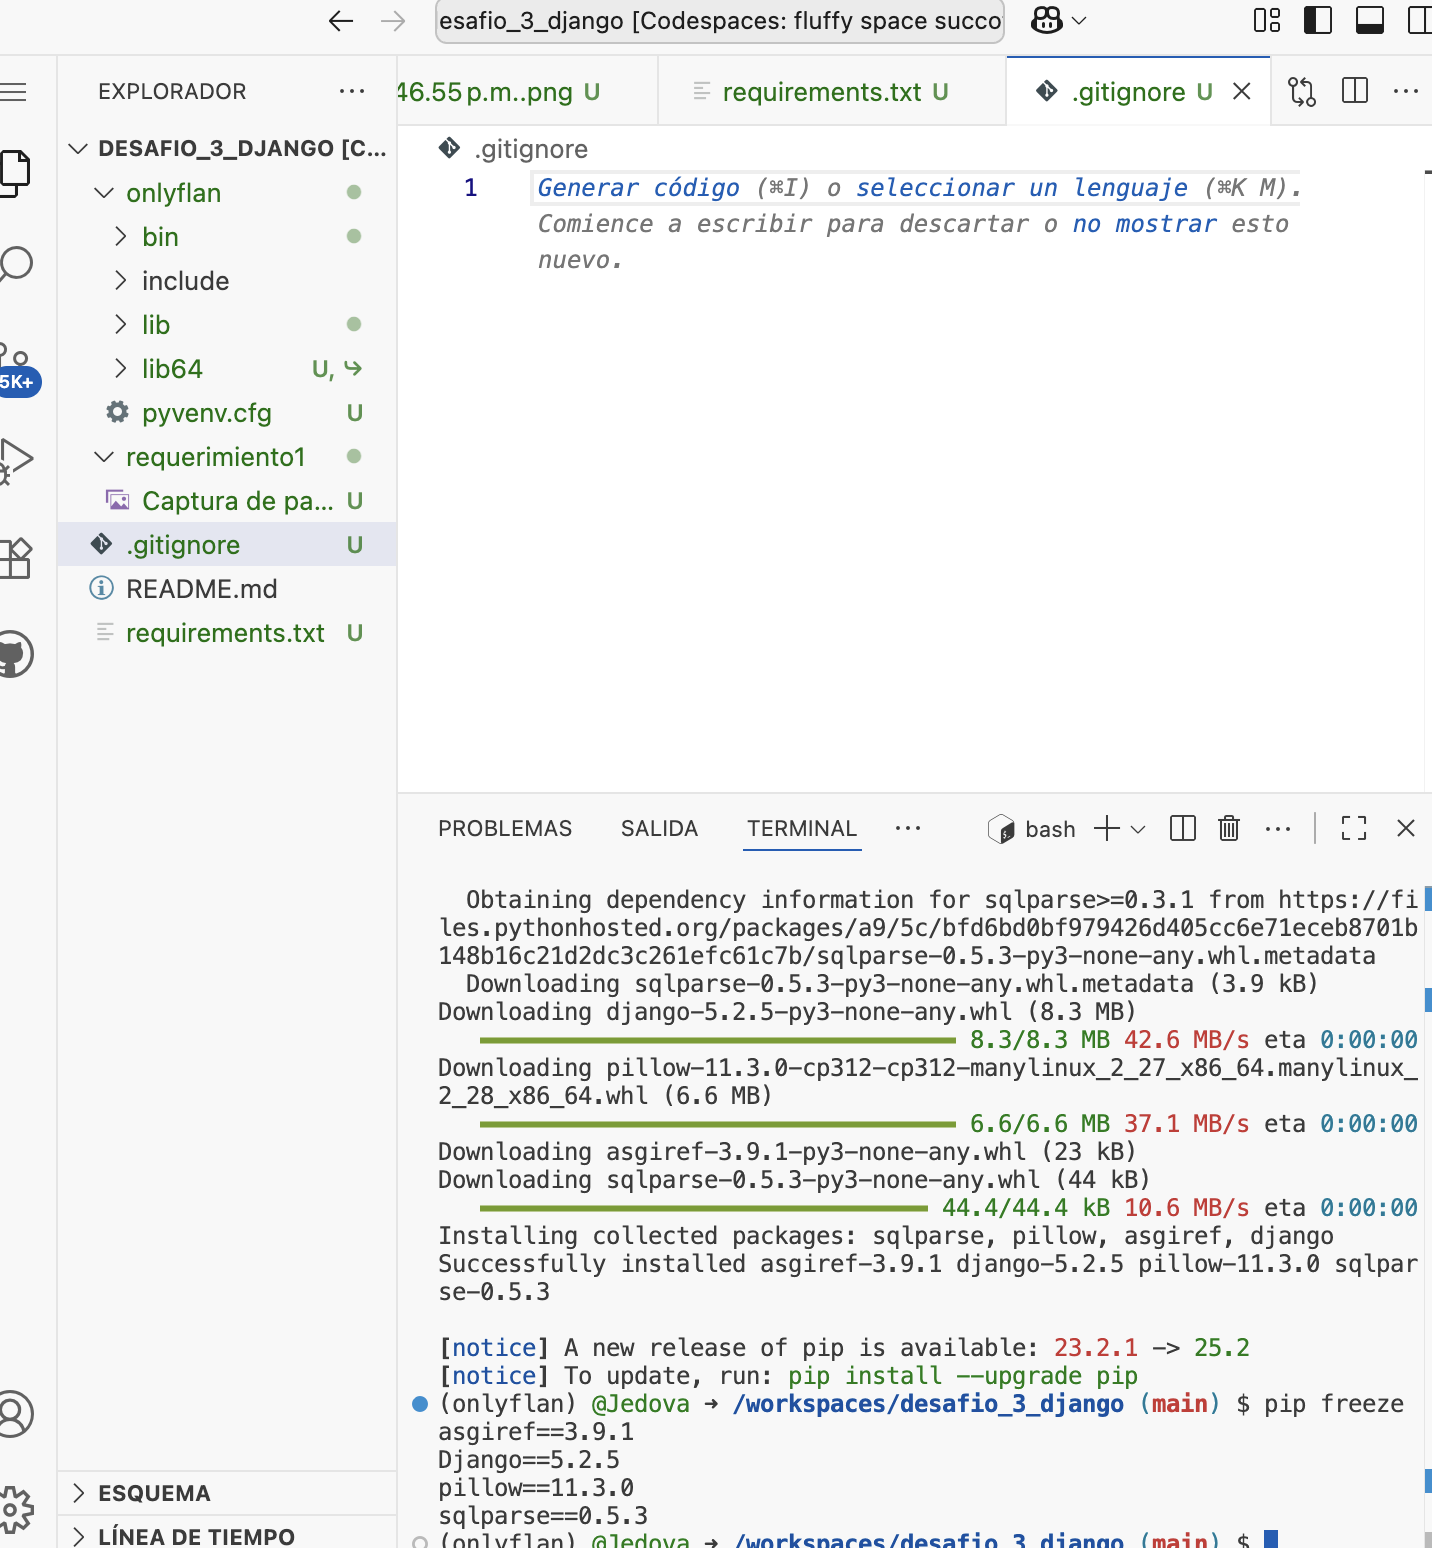 esafio_3_django [Codespaces: fluffy space succo
EXPLORADOR
46.55 p.m..png U
requirements.txt U
.gitignore U
DESAFIO_3_DJANGO [C...
onlyflan
bin
include
lib
lib64 U,
pyvenv.cfg U
requerimiento1
Captura de pa... U
.gitignore U
README.md
requirements.txt U
5K+
ESQUEMA
LÍNEA DE TIEMPO
.gitignore
1 Generar código (⌘I) o seleccionar un lenguaje (⌘K M).
Comience a escribir para descartar o no mostrar esto
nuevo.
PROBLEMAS SALIDA TERMINAL
bash
Obtaining dependency information for sqlparse>=0.3.1 from https://fi
les.pythonhosted.org/packages/a9/5c/bfd6bd0bf979426d405cc6e71eceb8701b
148b16c21d2dc3c261efc61c7b/sqlparse-0.5.3-py3-none-any.whl.metadata
Downloading sqlparse-0.5.3-py3-none-any.whl.metadata (3.9 kB)
Downloading django-5.2.5-py3-none-any.whl (8.3 MB)
8.3/8.3 MB 42.6 MB/s eta 0:00:00
Downloading pillow-11.3.0-cp312-cp312-manylinux_2_27_x86_64.manylinux_
2_28_x86_64.whl (6.6 MB)
6.6/6.6 MB 37.1 MB/s eta 0:00:00
Downloading asgiref-3.9.1-py3-none-any.whl (23 kB)
Downloading sqlparse-0.5.3-py3-none-any.whl (44 kB)
44.4/44.4 kB 10.6 MB/s eta 0:00:00
Installing collected packages: sqlparse, pillow, asgiref, django
Successfully installed asgiref-3.9.1 django-5.2.5 pillow-11.3.0 sqlpar
se-0.5.3
[notice] A new release of pip is available: 23.2.1 -> 25.2
[notice] To update, run: pip install --upgrade pip
(onlyflan) @Jedova → /workspaces/desafio_3_django (main) $ pip freeze
asgiref==3.9.1
Django==5.2.5
pillow==11.3.0
sqlparse==0.5.3
(onlyflan) @Jedova → /workspaces/desafio_3_django (main) $